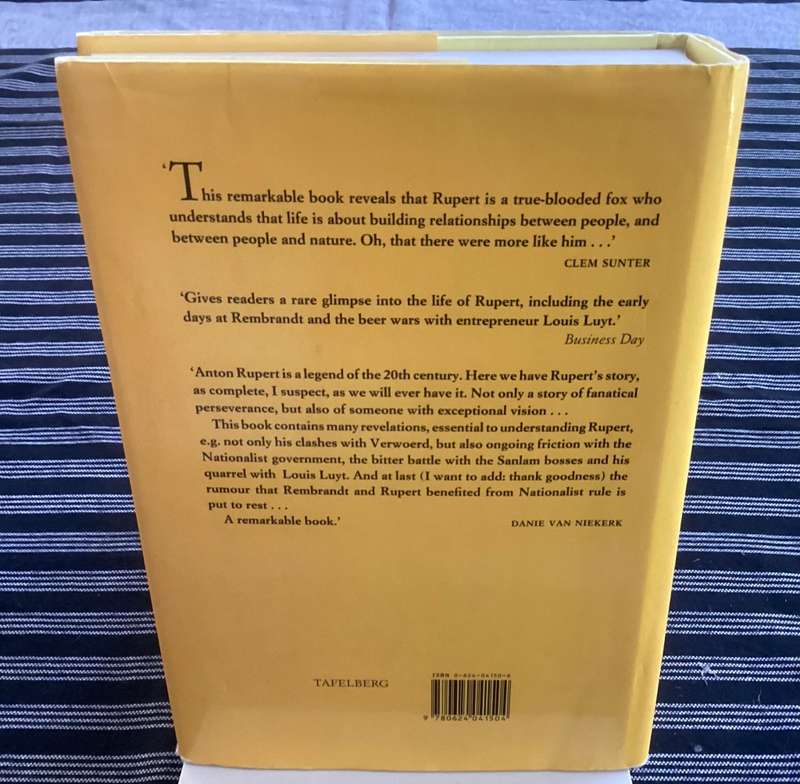 ‘This remarkable book reveals that Rupert is a true-blooded fox who
understands that life is about building relationships between people, and
between people and nature. Oh, that there were more like him . . .’
CLEM SUNTER
‘Gives readers a rare glimpse into the life of Rupert, including the early
days at Rembrandt and the beer wars with entrepreneur Louis Luyt.’
Business Day
‘Anton Rupert is a legend of the 20th century. Here we have Rupert’s story,
as complete, I suspect, as we will ever have it. Not only a story of fanatical
perseverance, but also of someone with exceptional vision . . .
This book contains many revelations, essential to understanding Rupert,
e.g. not only his clashes with Verwoerd, but also ongoing friction with the
Nationalist government, the bitter battle with the Sanlam bosses and his
quarrel with Louis Luyt. And at last (I want to add: thank goodness) the
rumour that Rembrandt and Rupert benefited from Nationalist rule is
put to rest . . .
A remarkable book.’ DANIE VAN NIEKERK
TAFELBERG
ISBN 0-624-04150-6
9 780624 041504